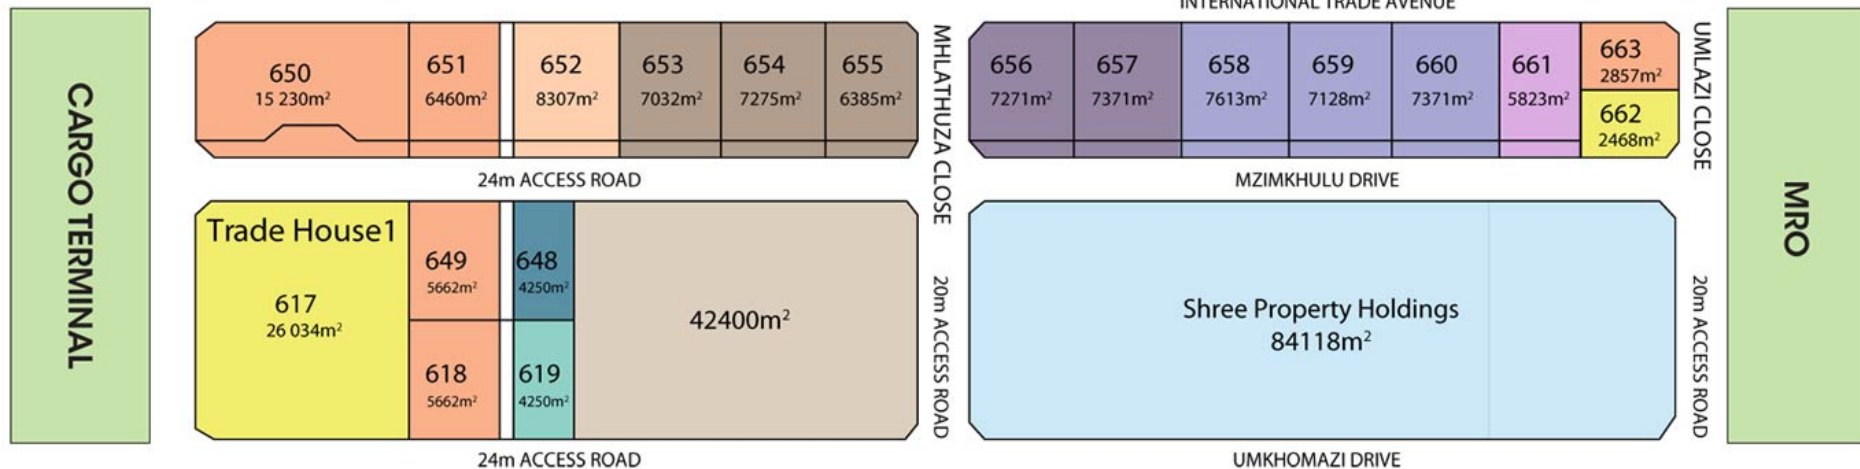 INTERNATIONAL TRADE AVENUE
CARGO TERMINAL
650
15 230m²
651
6460m²
652
8307m²
653
7032m²
654
7275m²
655
6385m²
MHLATHUZA CLOSE
656
7271m²
657
7371m²
658
7613m²
659
7128m²
660
7371m²
661
5823m²
663
2857m²
662
2468m²
UMLAZI CLOSE
MRO
24m ACCESS ROAD
MZIMKHULU DRIVE
Trade House1
617
26 034m²
649
5662m²
648
4250m²
618
5662m²
619
4250m²
42400m²
20m ACCESS ROAD
Shree Property Holdings
84118m²
20m ACCESS ROAD
24m ACCESS ROAD
UMKHOMAZI DRIVE